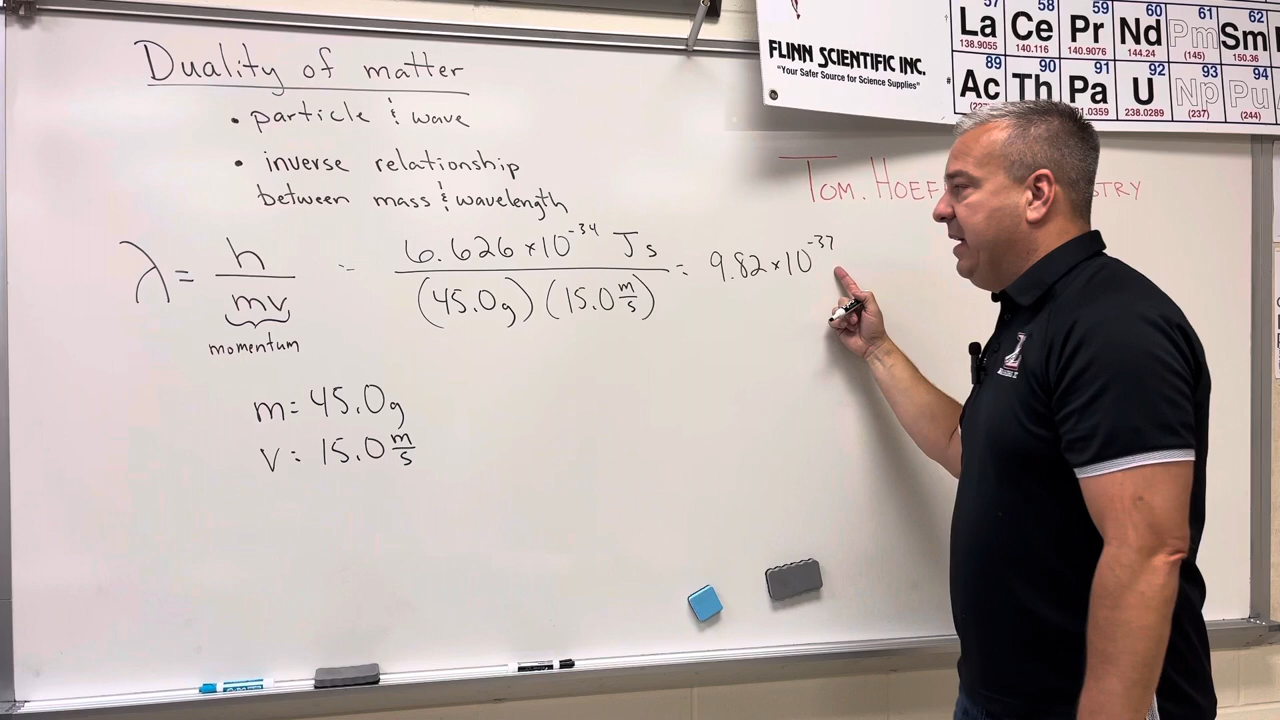 Duality of matter
• particle & wave
• inverse relationship
between mass & wavelength
λ = h / mv = 6.626 × 10⁻³⁴ Js / (45.0g) (15.0 m/s) = 9.82 × 10⁻³⁷
momentum
m = 45.0g
v = 15.0 m/s
FLINN SCIENTIFIC INC.
"Your Safer Source for Science Supplies"
57 58 59 60 61 62
La Ce Pr Nd Pm Sm
138.9055 140.116 140.9076 144.24 (145) 150.36
89 90 91 92 93 94
Ac Th Pa U Np Pu
238.0289 (237) (244)
TOM. HOEF
STRY